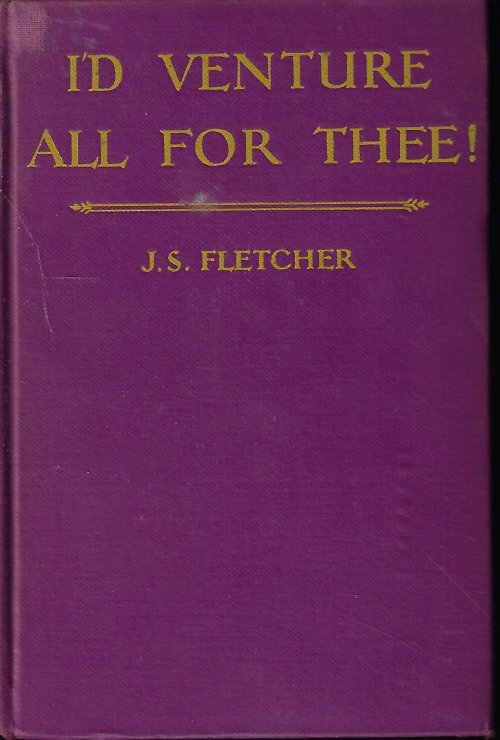 I'D VENTURE
ALL FOR THEE!
J. S. FLETCHER